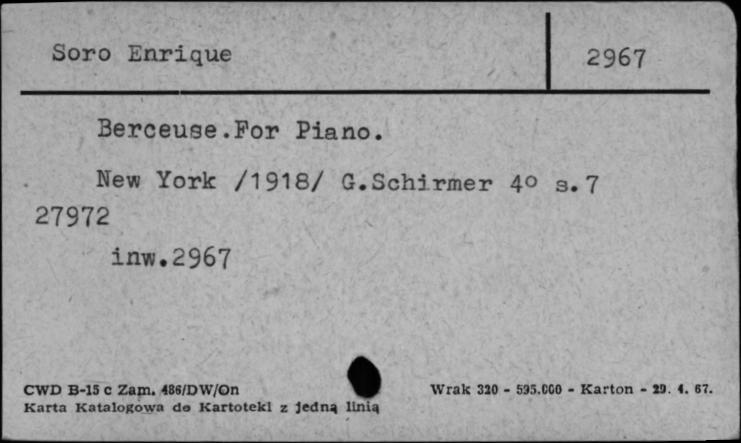 Soro Enrique 2967
Berceuse.For Piano.
New York /1918/ G.Schirmer 4o s.7
27972
inw.2967
CWD B-15 c Zam. 486/DW/On Wrak 320 - 595.000 - Karton - 29. 4. 67.
Karta Katalogowa do Kartoteki z jedną linią